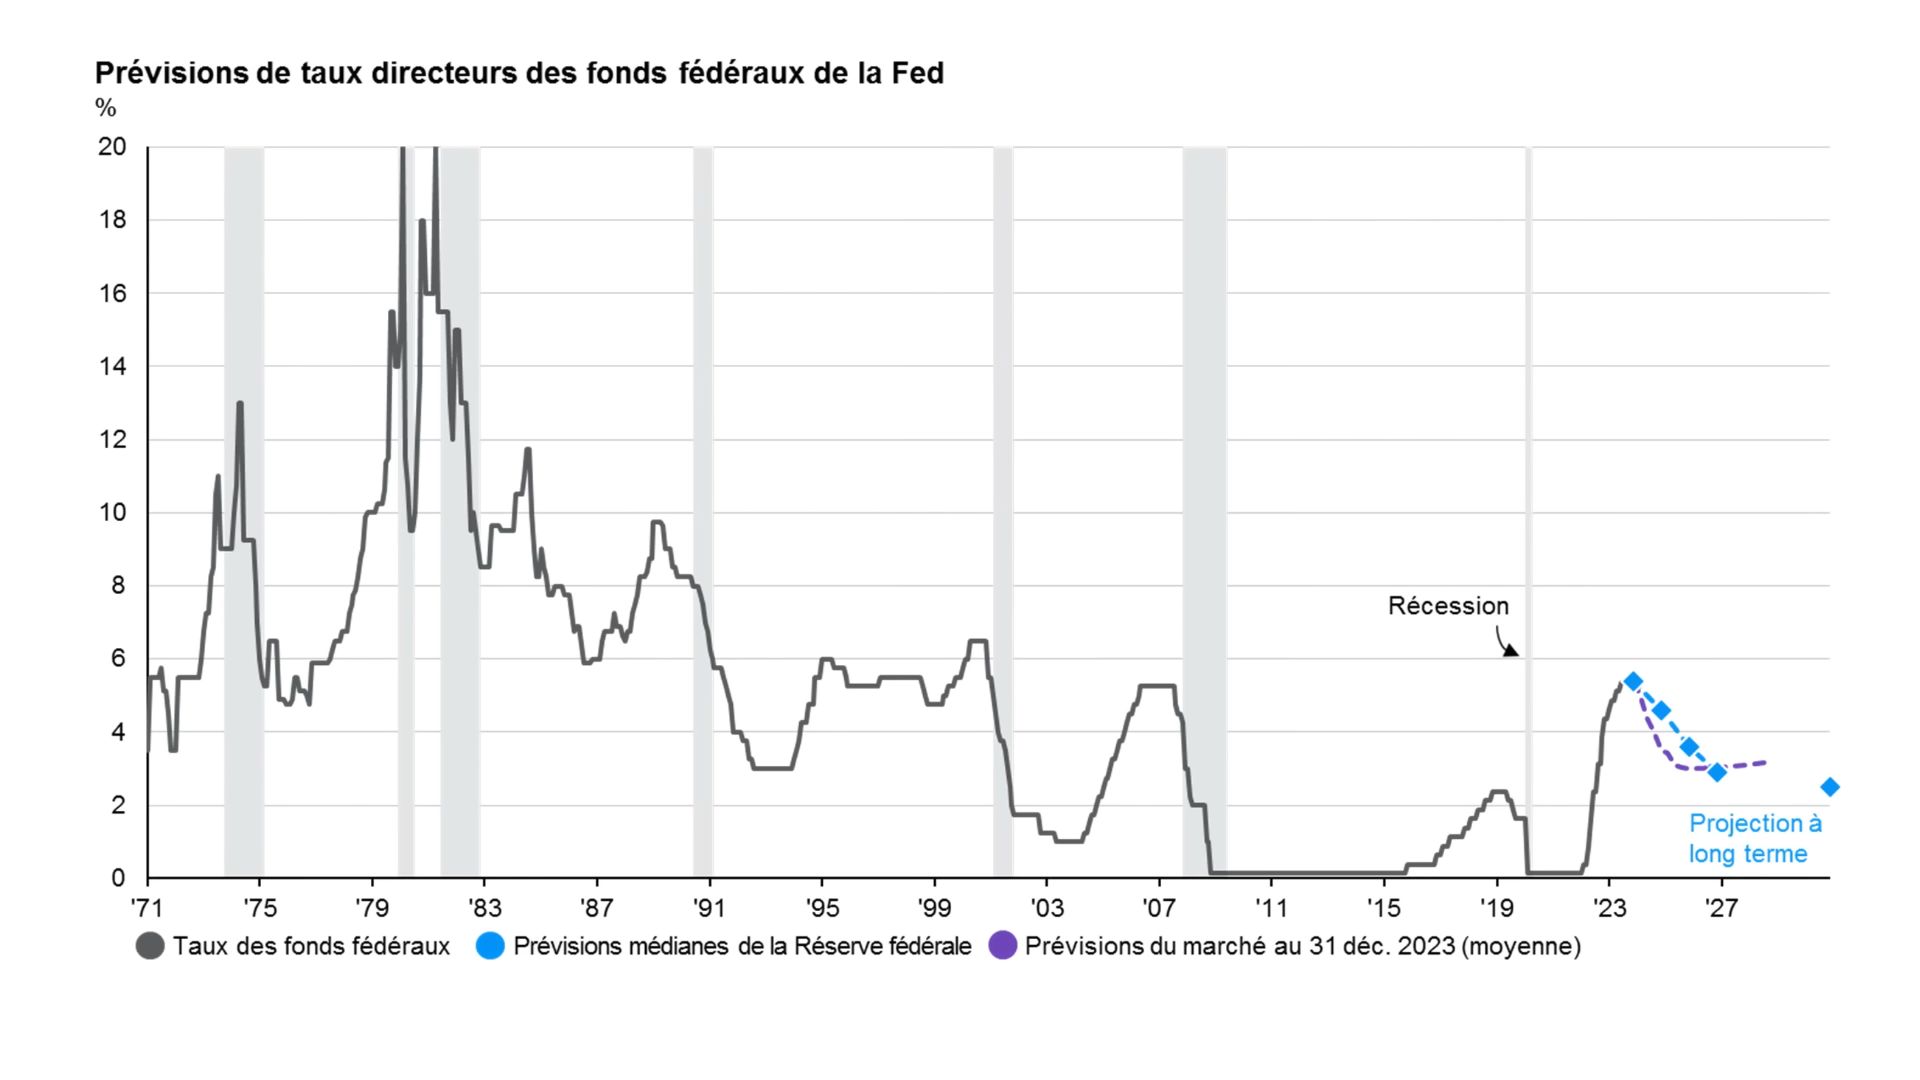 Prévisions de taux directeurs des fonds fédéraux de la Fed
%
20
18
16
14
12
10
8
6
4
2
0
Récession
Projection à
long terme
'71 '75 '79 '83 '87 '91 '95 '99 '03 '07 '11 '15 '19 '23 '27
Taux des fonds fédéraux Prévisions médianes de la Réserve fédérale Prévisions du marché au 31 déc. 2023 (moyenne)